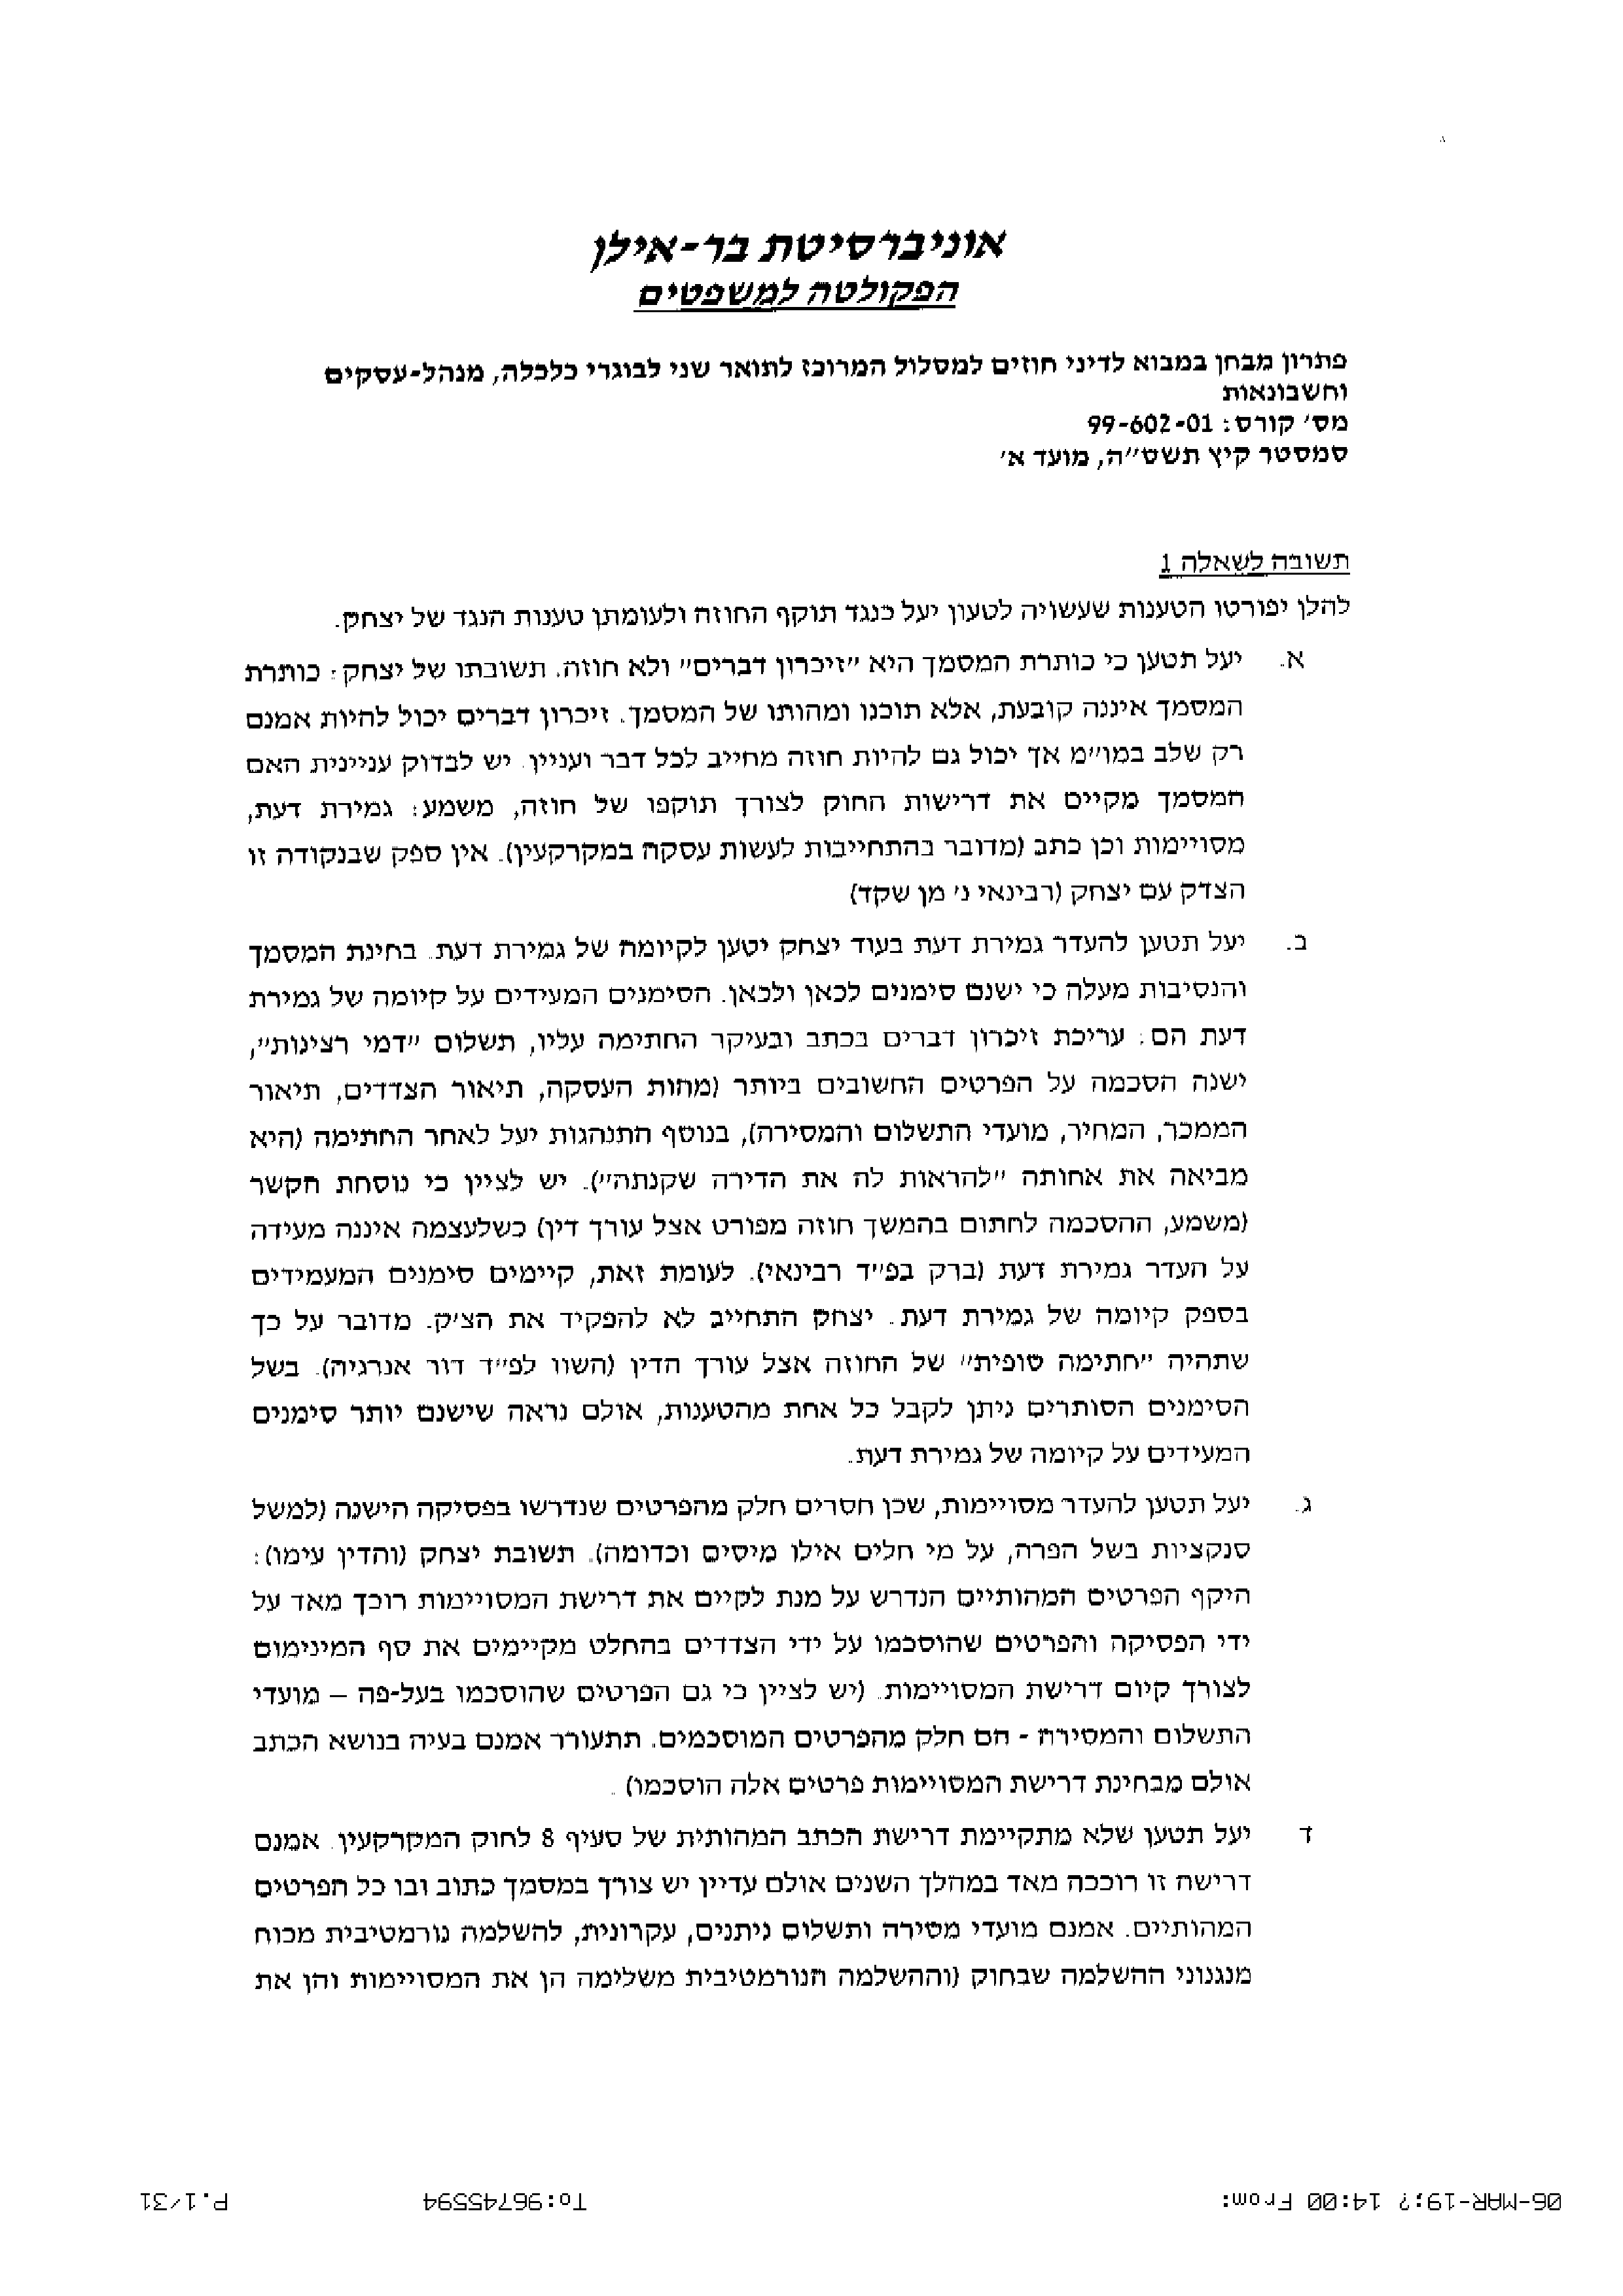 אוניברסיטת בר-אילן
הפקולטה למשפטים
פתרון מבחן במבוא לדיני חוזים למסלול המרוכז לתואר שני לבוגרי כלכלה, מנהל-עסקים
וחשבונאות
מס' קורס: 99-602-01
סמסטר קיץ תשס"ה, מועד א'
תשובה לשאלה 1
להלן יפורטו הטענות שעשויה לטעון יעל כנגד תוקף החוזה ולעומתן טענות הנגד של יצחק.
א. יעל תטען כי כותרת המסמך היא "זיכרון דברים" ולא חוזה. תשובתו של יצחק: כותרת
המסמך איננה קובעת, אלא תוכנו ומהותו של המסמך. זיכרון דברים יכול להיות אמנם
רק שלב במו"מ אך יכול גם להיות חוזה מחייב לכל דבר ועניין. יש לבדוק עניינית האם
המסמך מקיים את דרישות החוק לצורך תוקפו של חוזה, משמע: גמירת דעת,
מסויימות וכן כתב (מדובר בהתחייבות לעשות עסקה במקרקעין). אין ספק שבנקודה זו
הצדק עם יצחק (רבינאי נ' מן שקד)
ב. יעל תטען להעדר גמירת דעת בעוד יצחק יטען לקיומה של גמירת דעת. בחינת המסמך
והנסיבות מעלה כי ישנם סימנים לכאן ולכאן. הסימנים המעידים על קיומה של גמירת
דעת הם: עריכת זיכרון דברים בכתב ובעיקר החתימה עליו, תשלום "דמי רצינות",
ישנה הסכמה על הפרטים החשובים ביותר (מהות העסקה, תיאור הצדדים, תיאור
הממכר, המחיר, מועדי התשלום והמסירה), בנוסף התנהגות יעל לאחר החתימה (היא
מביאה את אחותה "להראות לה את הדירה שקנתה"). יש לציין כי נוסחת הקשר
(משמע, ההסכמה לחתום בהמשך חוזה מפורט אצל עורך דין) כשלעצמה איננה מעידה
על העדר גמירת דעת (ברק בפ"ד רבינאי). לעומת זאת, קיימים סימנים המעמידים
בספק קיומה של גמירת דעת. יצחק התחייב לא להפקיד את הצ'ק. מדובר על כך
שתהיה "חתימה סופית" של החוזה אצל עורך הדין (השוו לפ"ד דור אנרגיה). בשל
הסימנים הסותרים ניתן לקבל כל אחת מהטענות, אולם נראה שישנם יותר סימנים
המעידים על קיומה של גמירת דעת.
ג. יעל תטען להעדר מסויימות, שכן חסרים חלק מהפרטים שנדרשו בפסיקה הישנה (למשל
סנקציות בשל הפרה, על מי חלים אילו מיסים וכדומה). תשובת יצחק (והדין עימו):
היקף הפרטים המהותיים הנדרש על מנת לקיים את דרישת המסויימות רוכך מאד על
ידי הפסיקה והפרטים שהוסכמו על ידי הצדדים בהחלט מקיימים את סף המינימום
לצורך קיום דרישת המסויימות. (יש לציין כי גם הפרטים שהוסכמו בעל-פה – מועדי
התשלום והמסירה - הם חלק מהפרטים המוסכמים. תתעורר אמנם בעיה בנושא הכתב
אולם מבחינת דרישת המסויימות פרטים אלה הוסכמו).
ד יעל תטען שלא מתקיימת דרישת הכתב המהותית של סעיף 8 לחוק המקרקעין. אמנם
דרישה זו רוככה מאד במהלך השנים אולם עדיין יש צורך במסמך כתוב ובו כל הפרטים
המהותיים. אמנם מועדי מסירה ותשלום ניתנים, עקרונית, להשלמה נורמטיבית מכוח
מנגנוני ההשלמה שבחוק (וההשלמה הנורמטיבית משלימה הן את המסויימות והן את
06-MAR-19;? 14:00 From: To:96745594 P.1/31